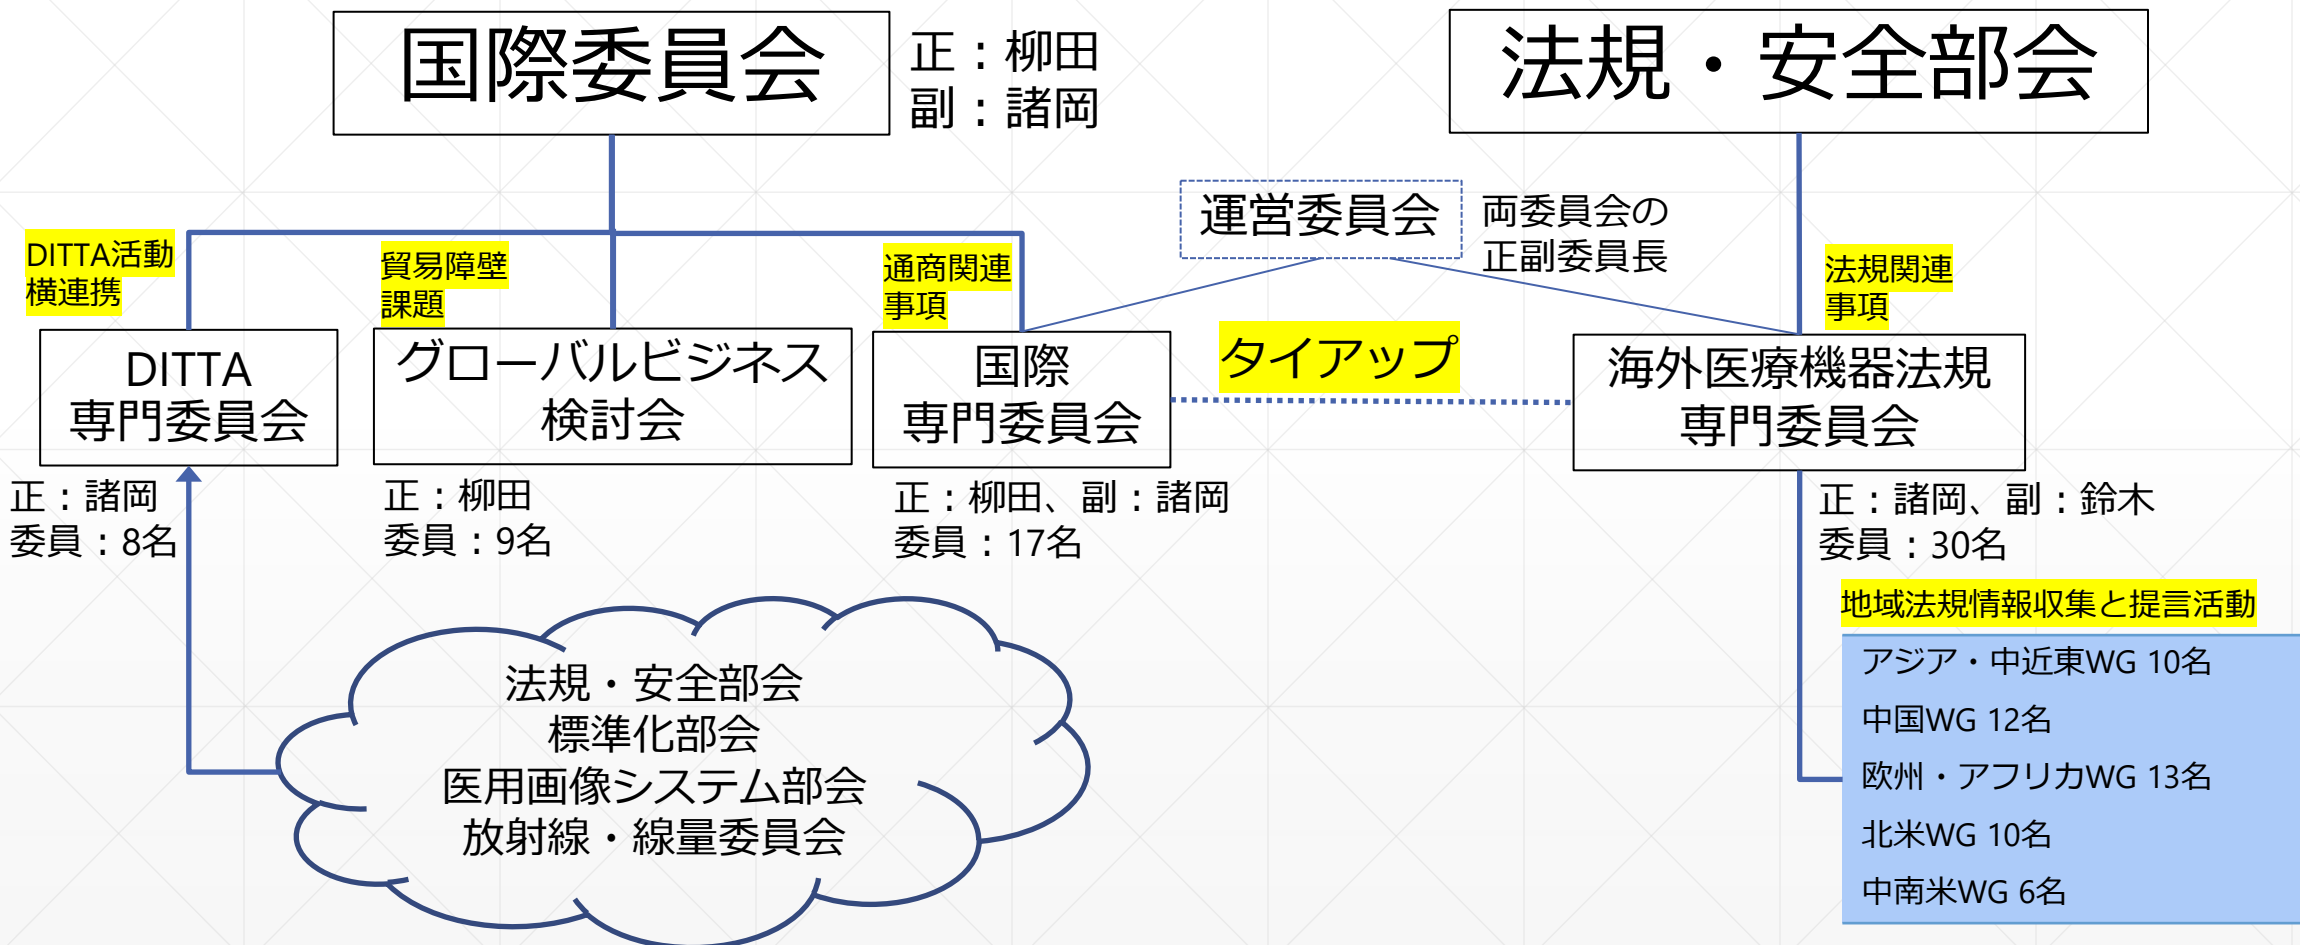 国際委員会
正：柳田
副：諸岡
法規・安全部会
運営委員会
両委員会の
正副委員長
DITTA活動
横連携
貿易障壁
課題
通商関連
事項
法規関連
事項
DITTA
専門委員会
グローバルビジネス
検討会
国際
専門委員会
タイアップ
海外医療機器法規
専門委員会
正：諸岡
委員：8名
正：柳田
委員：9名
正：柳田、副：諸岡
委員：17名
正：諸岡、副：鈴木
委員：30名
法規・安全部会
標準化部会
医用画像システム部会
放射線・線量委員会
地域法規情報収集と提言活動
アジア・中近東WG 10名
中国WG 12名
欧州・アフリカWG 13名
北米WG 10名
中南米WG 6名